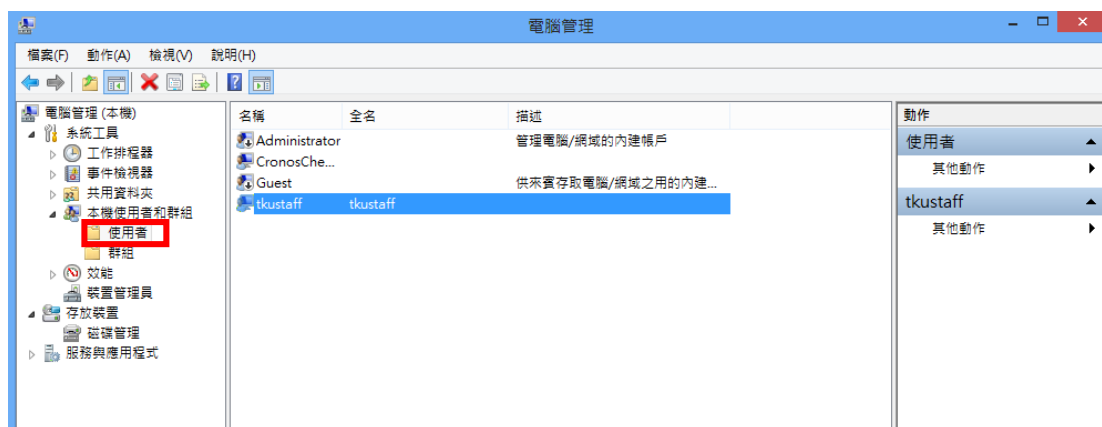 電腦管理
檔案(F) 動作(A) 檢視(V) 說明(H)
電腦管理 (本機)
系統工具
工作排程器
事件檢視器
共用資料夾
本機使用者和群組
使用者
群組
效能
裝置管理員
存放裝置
磁碟管理
服務與應用程式
名稱 全名 描述
Administrator 管理電腦/網域的內建帳戶
CronosChe...
Guest 供來賓存取電腦/網域之用的內建...
tkustaff tkustaff
動作
使用者
其他動作
tkustaff
其他動作